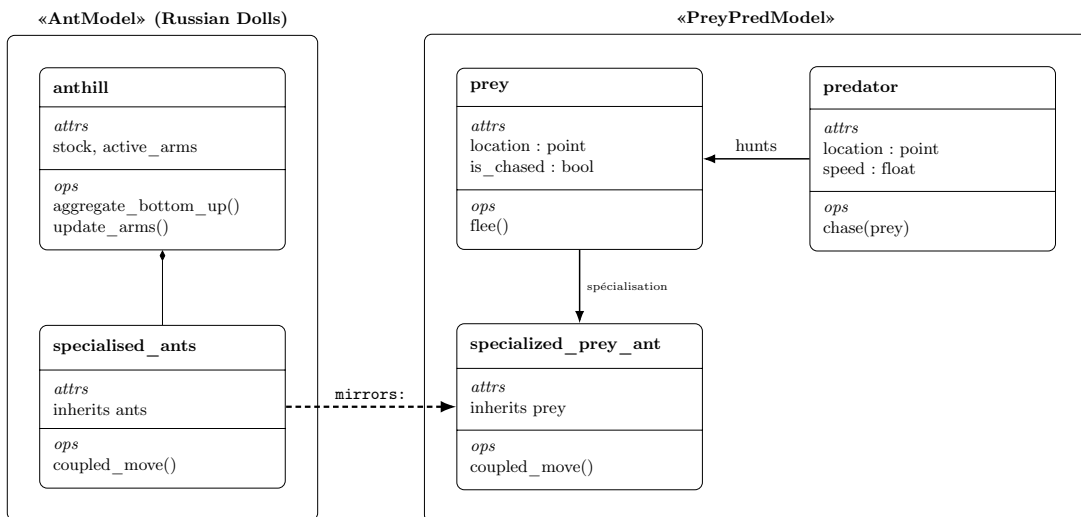 «AntModel» (Russian Dolls)
anthill
attrs
stock, active_arms
ops
aggregate_bottom_up()
update_arms()
specialised_ants
attrs
inherits ants
ops
coupled_move()
mirrors:
«PreyPredModel»
prey
attrs
location : point
is_chased : bool
ops
flee()
hunts
predator
attrs
location : point
speed : float
ops
chase(prey)
spécialisation
specialized_prey_ant
attrs
inherits prey
ops
coupled_move()